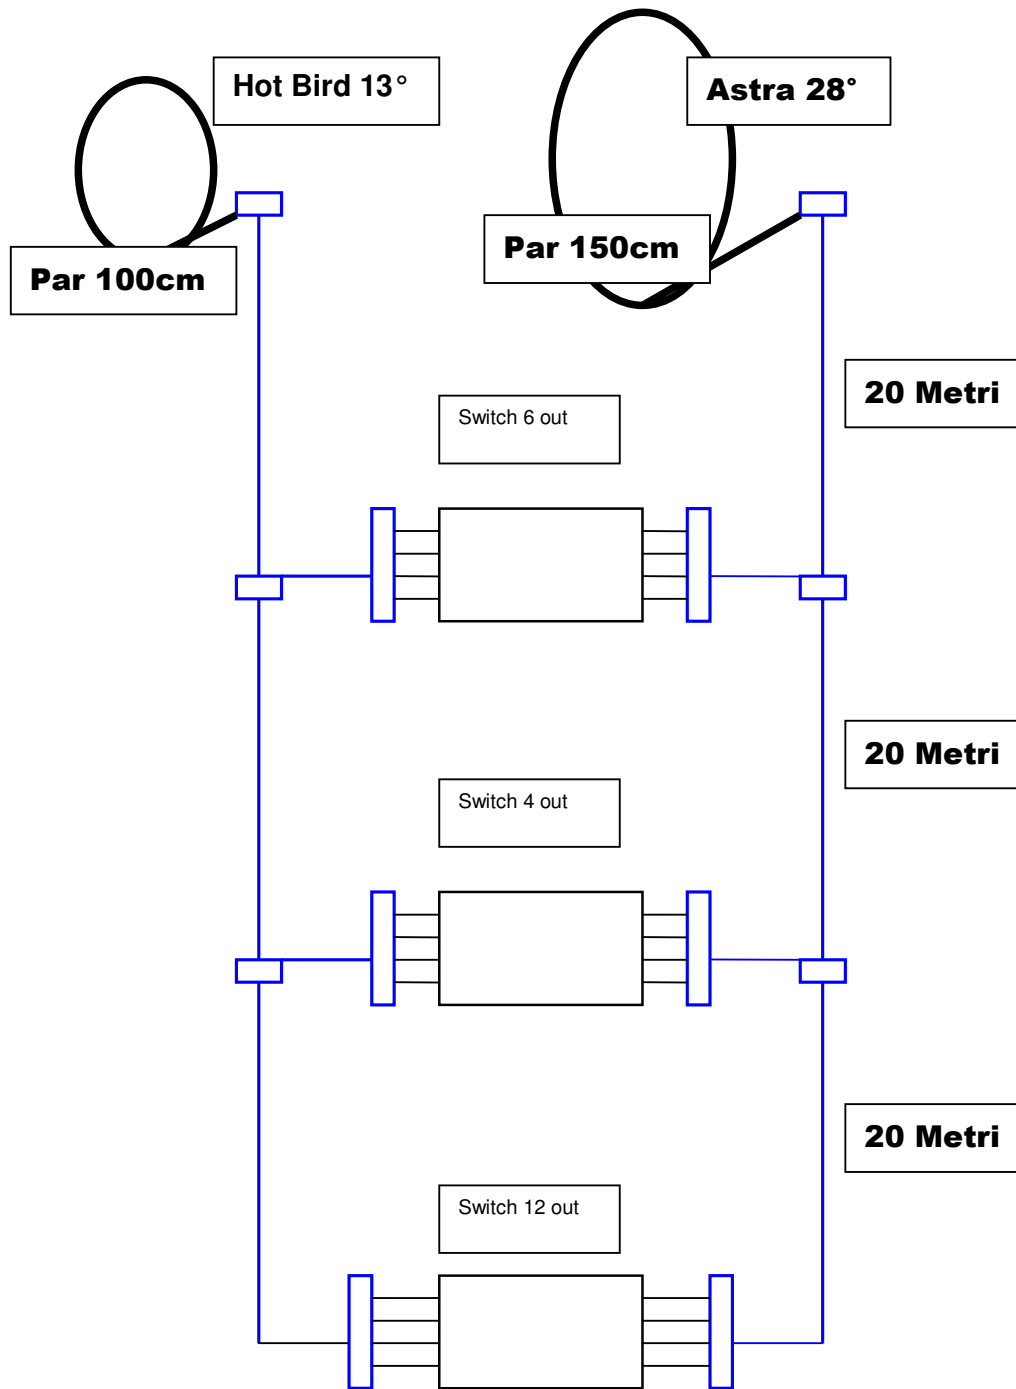 Hot Bird 13°
Astra 28°
Par 100cm
Par 150cm
20 Metri
Switch 6 out
20 Metri
Switch 4 out
20 Metri
Switch 12 out